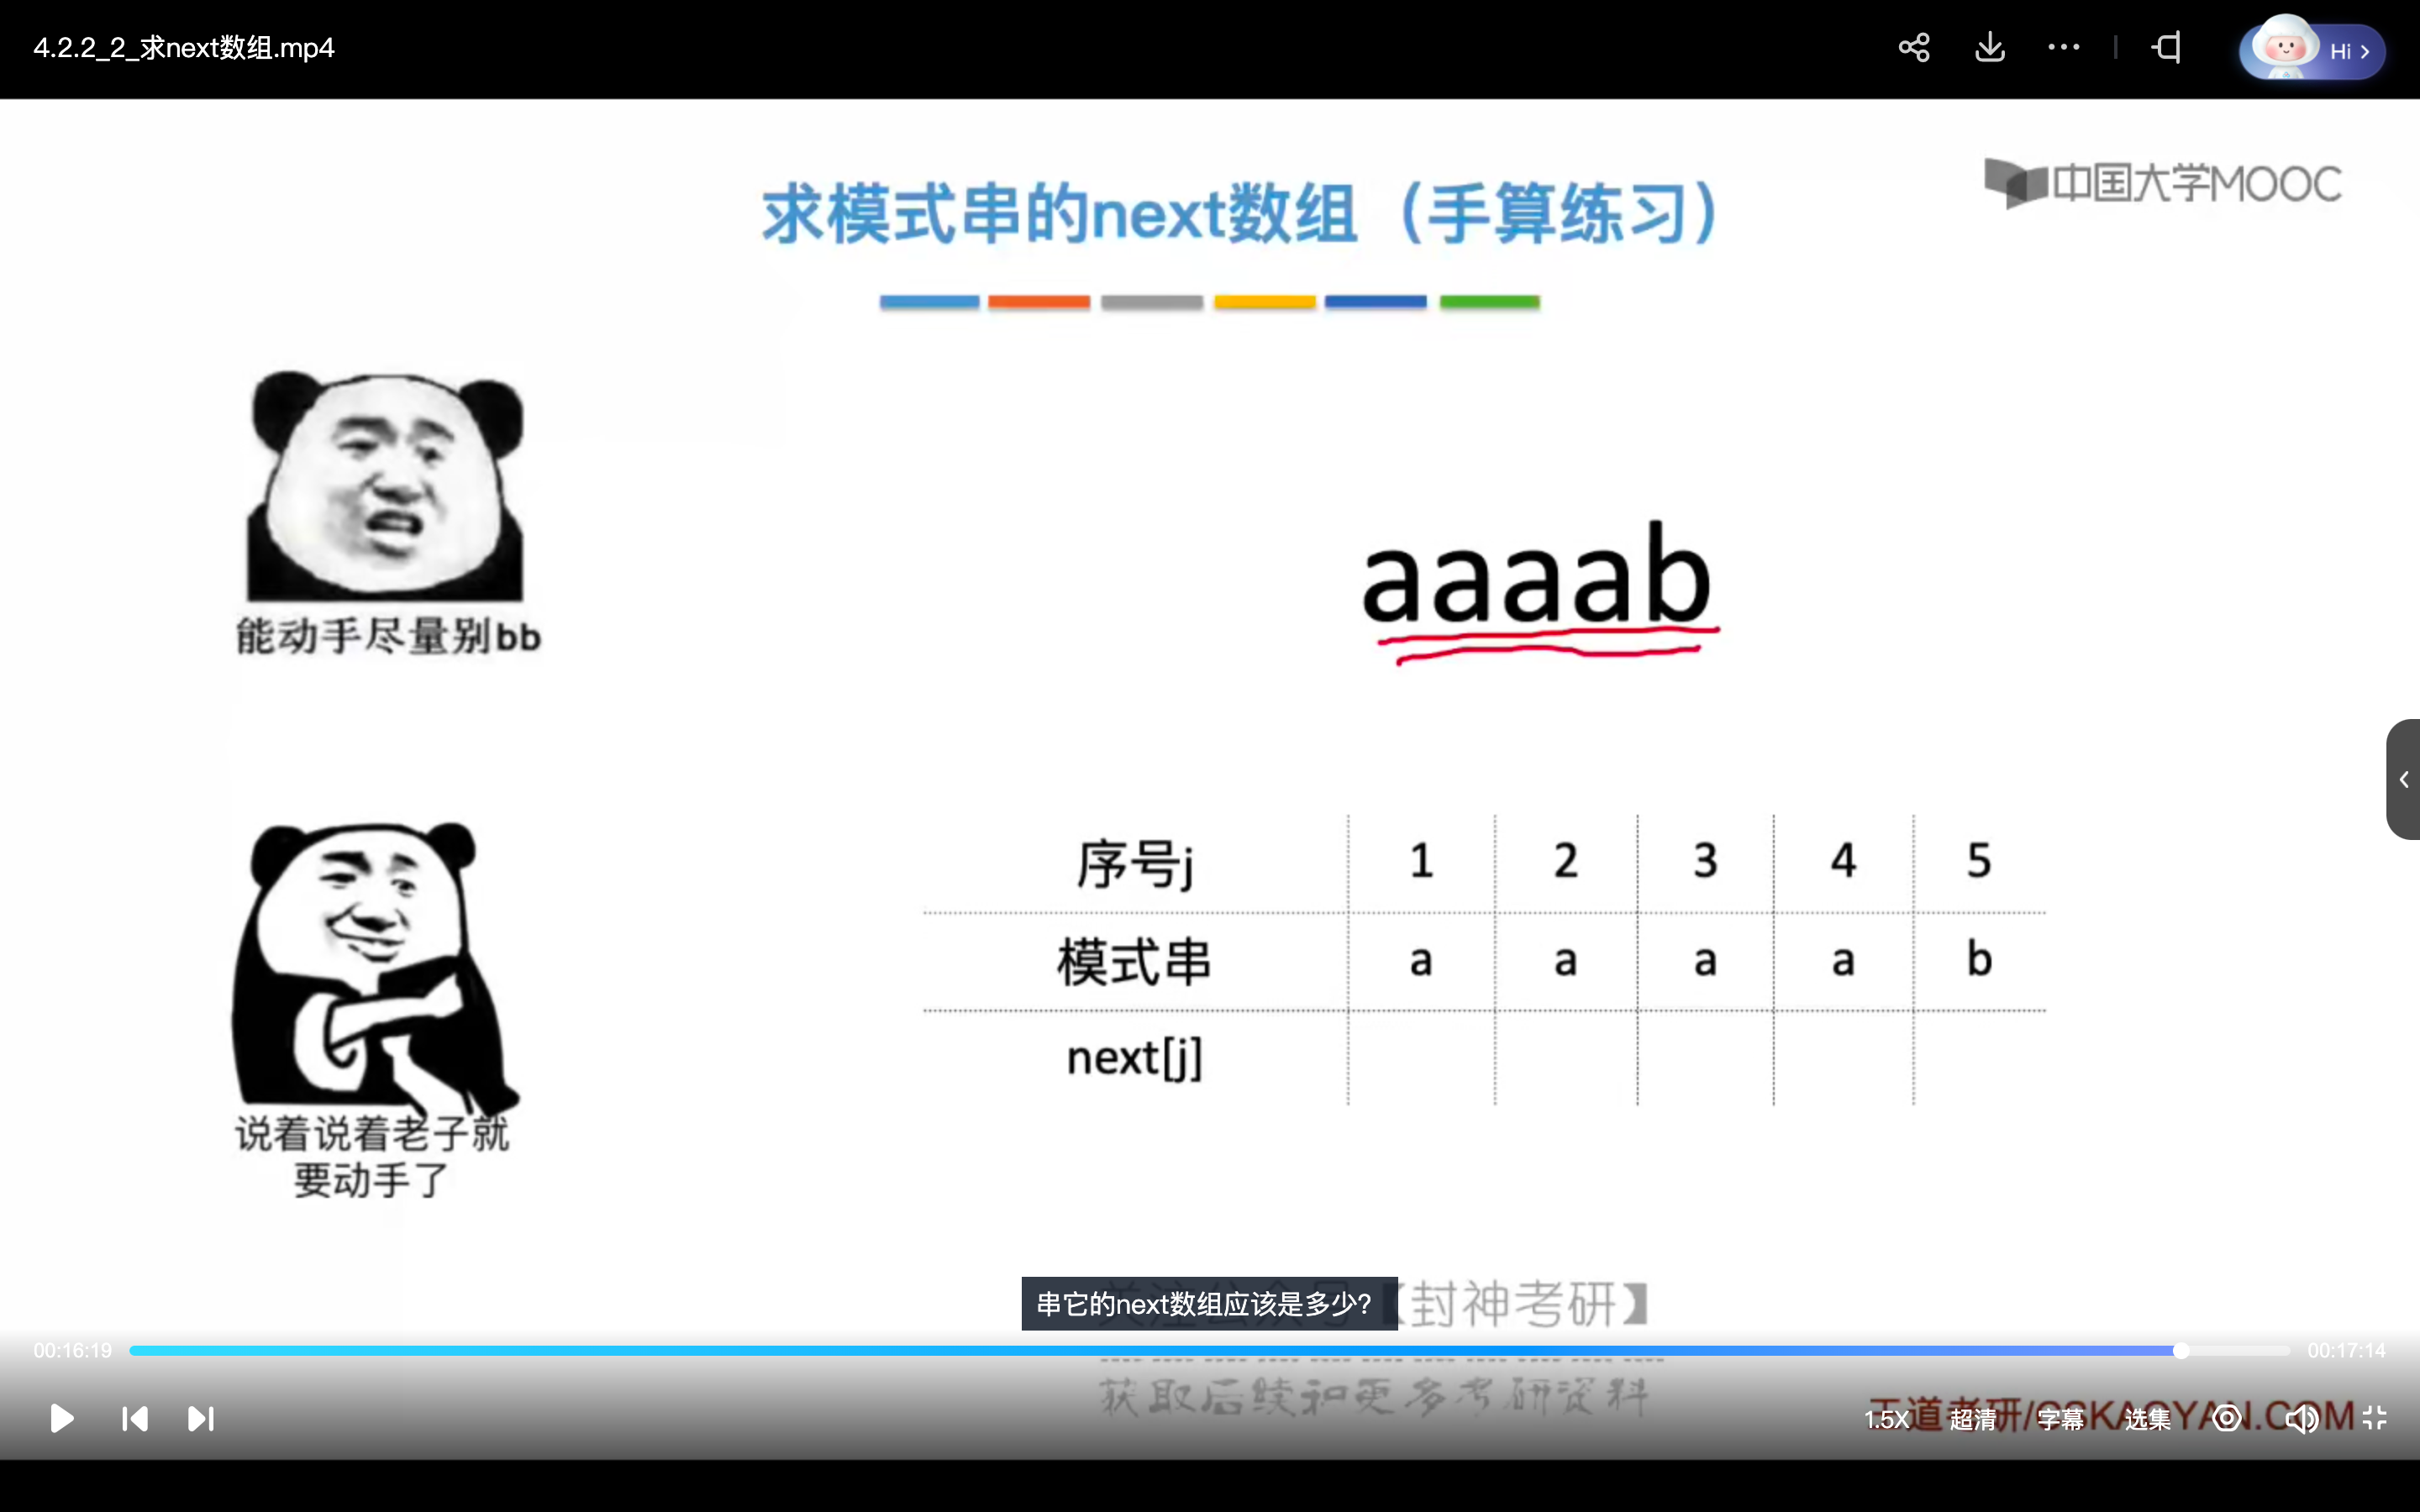 4.2.2_2_求next数组.mp4
Hi
中国大学MOOC
求模式串的next数组（手算练习）
能动手尽量别bb
aaaab
序号j 1 2 3 4 5
模式串 a a a a b
next[j]
说着说着老子就
要动手了
关注公众号【封神考研】
串它的next数组应该是多少？
00:16:19
00:17:14
获取后续和更多考研资料
王道考研/CSKAOYAN.COM
1.5X 超清 字幕 选集